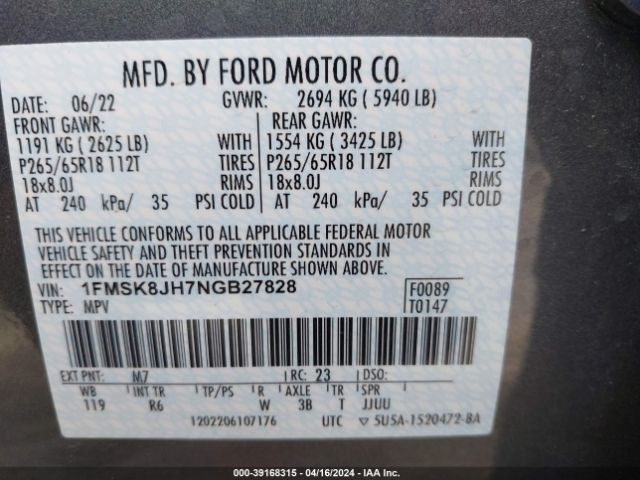 MFD. BY FORD MOTOR CO.
DATE: 06/22 GVWR: 2694 KG ( 5940 LB)
FRONT GAWR: REAR GAWR:
1191 KG ( 2625 LB) WITH 1554 KG ( 3425 LB) WITH
P265/65R18 112T TIRES P265/65R18 112T TIRES
18x8.0J RIMS 18x8.0J RIMS
AT 240 kPa/ 35 PSI COLD AT 240 kPa/ 35 PSI COLD
THIS VEHICLE CONFORMS TO ALL APPLICABLE FEDERAL MOTOR
VEHICLE SAFETY AND THEFT PREVENTION STANDARDS IN
EFFECT ON THE DATE OF MANUFACTURE SHOWN ABOVE.
VIN: 1FMSK8JH7NGB27828 F0089
TYPE: MPV T0147
EXT PNT: M7 RC: 23 DSO:
WB INT TR TP/PS R AXLE TR SPR
119 R6 W 3B T JJUU
1202206107176 UTC ▽ 5U5A-1520472-BA
000-39168315 - 04/16/2024 - IAA Inc.